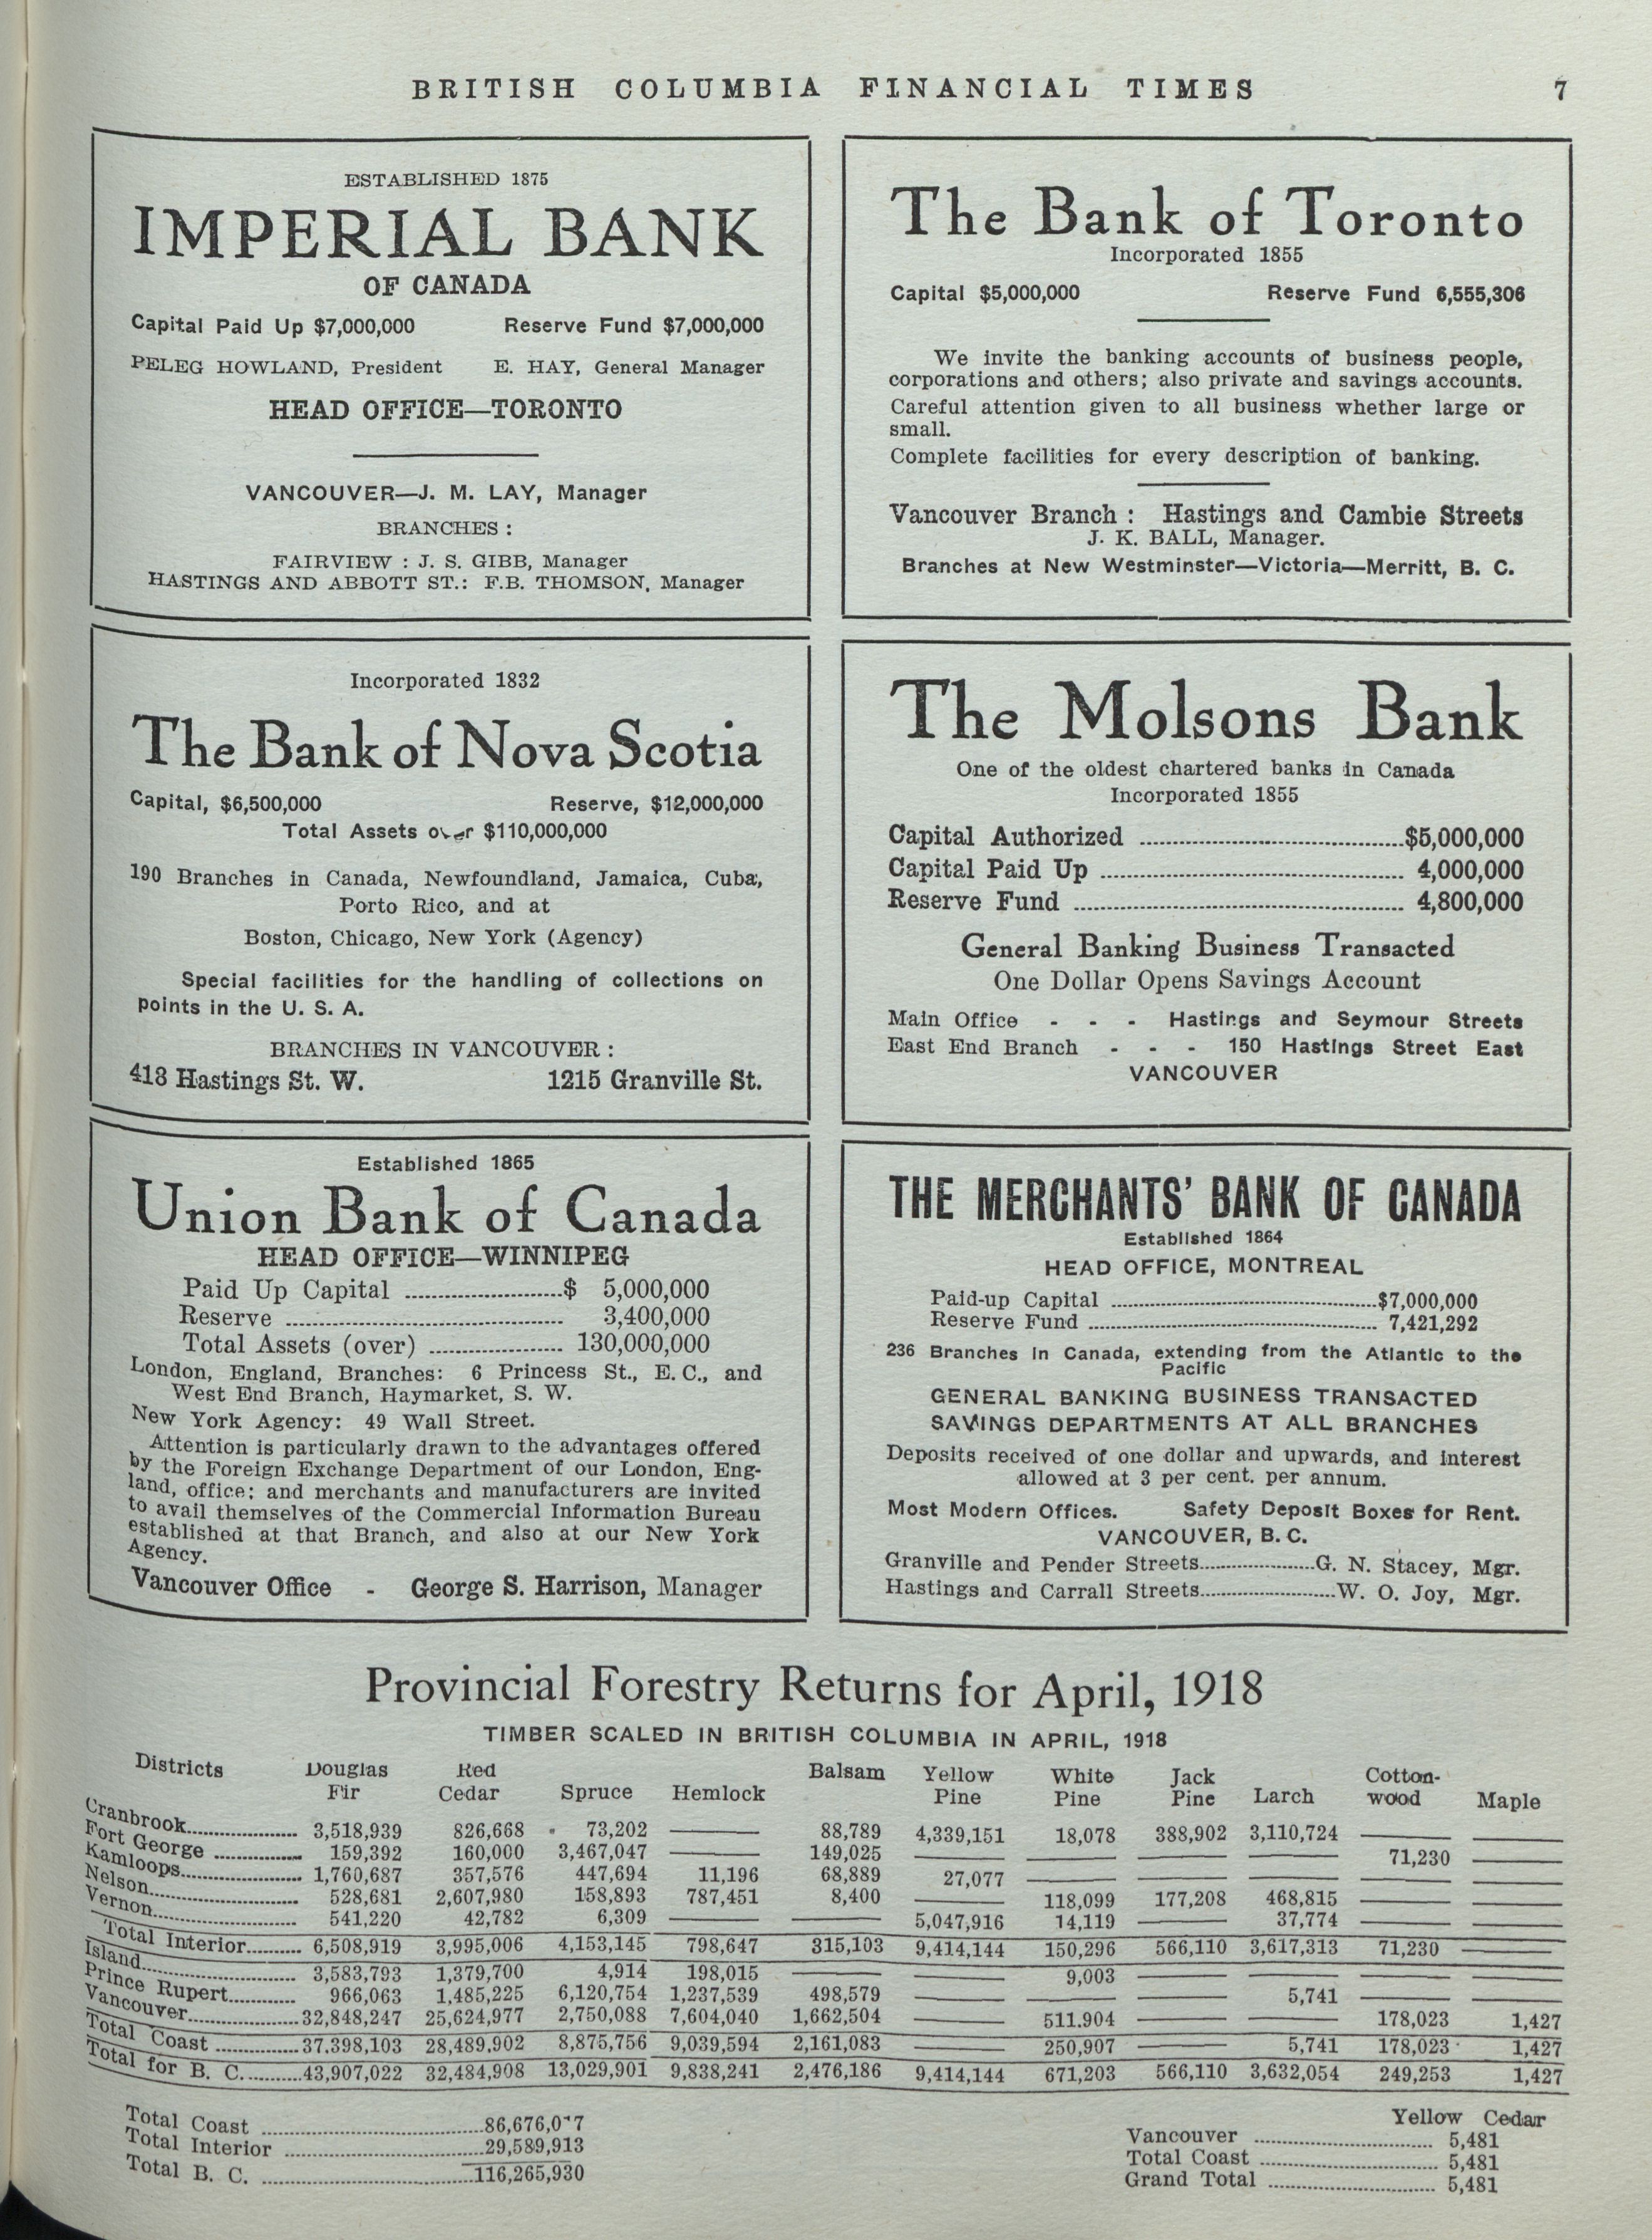 BRITISH COLUMBIA FINANCIAL TIMES 7
ESTABLISHED 1875
IMPERIAL BANK
OF CANADA
Capital Paid Up $7,000,000 Reserve Fund $7,000,000
PELEG HOWLAND, President E. HAY, General Manager
HEAD OFFICE—TORONTO
VANCOUVER—J. M. LAY, Manager
BRANCHES :
FAIRVIEW : J. S. GIBB, Manager
HASTINGS AND ABBOTT ST.: F.B. THOMSON, Manager
The Bank of Toronto
Incorporated 1855
Capital $5,000,000 Reserve Fund 6,555,306
We invite the banking accounts of business people,
corporations and others; also private and savings accounts.
Careful attention given to all business whether large or
small.
Complete facilities for every description of banking.
Vancouver Branch : Hastings and Cambie Streets
J. K. BALL, Manager.
Branches at New Westminster—Victoria—Merritt, B. C.
Incorporated 1832
The Bank of Nova Scotia
Capital, $6,500,000 Reserve, $12,000,000
Total Assets over $110,000,000
190 Branches in Canada, Newfoundland, Jamaica, Cuba,
Porto Rico, and at
Boston, Chicago, New York (Agency)
Special facilities for the handling of collections on
points in the U. S. A.
BRANCHES IN VANCOUVER :
418 Hastings St. W. 1215 Granville St.
The Molsons Bank
One of the oldest chartered banks in Canada
Incorporated 1855
Capital Authorized ........ $5,000,000
Capital Paid Up ........ 4,000,000
Reserve Fund ........ 4,800,000
General Banking Business Transacted
One Dollar Opens Savings Account
Main Office - - - Hastings and Seymour Streets
East End Branch - - - 150 Hastings Street East
VANCOUVER
Established 1865
Union Bank of Canada
HEAD OFFICE—WINNIPEG
Paid Up Capital ........ $ 5,000,000
Reserve ........ 3,400,000
Total Assets (over) ........ 130,000,000
London, England, Branches: 6 Princess St., E. C., and
West End Branch, Haymarket, S. W.
New York Agency: 49 Wall Street.
Attention is particularly drawn to the advantages offered
by the Foreign Exchange Department of our London, Eng-
land, office; and merchants and manufacturers are invited
to avail themselves of the Commercial Information Bureau
established at that Branch, and also at our New York
Agency.
Vancouver Office - George S. Harrison, Manager
THE MERCHANTS' BANK OF CANADA
Established 1864
HEAD OFFICE, MONTREAL
Paid-up Capital ........ $7,000,000
Reserve Fund ........ 7,421,292
236 Branches in Canada, extending from the Atlantic to the
Pacific
GENERAL BANKING BUSINESS TRANSACTED
SAVINGS DEPARTMENTS AT ALL BRANCHES
Deposits received of one dollar and upwards, and interest
allowed at 3 per cent. per annum.
Most Modern Offices. Safety Deposit Boxes for Rent.
VANCOUVER, B. C.
Granville and Pender Streets........G. N. Stacey, Mgr.
Hastings and Carrall Streets........W. O. Joy, Mgr.
Provincial Forestry Returns for April, 1918
TIMBER SCALED IN BRITISH COLUMBIA IN APRIL, 1918
Districts Douglas Red Balsam Yellow White Jack Cotton-
Fir Cedar Spruce Hemlock Pine Pine Pine Larch wood Maple
Cranbrook........ 3,518,939 826,668 73,202 —— 88,789 4,339,151 18,078 388,902 3,110,724 —— ——
Fort George ........ 159,392 160,000 3,467,047 —— 149,025 —— —— —— —— 71,230 ——
Kamloops........ 1,760,687 357,576 447,694 11,196 68,889 27,077 —— —— —— —— ——
Nelson........ 528,681 2,607,980 158,893 787,451 8,400 —— 118,099 177,208 468,815 —— ——
Vernon........ 541,220 42,782 6,309 —— —— 5,047,916 14,119 —— 37,774 —— ——
Total Interior........ 6,508,919 3,995,006 4,153,145 798,647 315,103 9,414,144 150,296 566,110 3,617,313 71,230 ——
Island........ 3,583,793 1,379,700 4,914 198,015 —— —— 9,003 —— —— —— ——
Prince Rupert........ 966,063 1,485,225 6,120,754 1,237,539 498,579 —— —— —— 5,741 —— ——
Vancouver........ 32,848,247 25,624,977 2,750,088 7,604,040 1,662,504 —— 511.904 —— —— 178,023 1,427
Total Coast ........ 37.398,103 28,489,902 8,875,756 9,039,594 2,161,083 —— 250,907 —— 5,741 178,023 1,427
Total for B. C......... 43,907,022 32,484,908 13,029,901 9,838,241 2,476,186 9,414,144 671,203 566,110 3,632,054 249,253 1,427
Total Coast ........
Total Interior ........ 29,589,913
Total B. C. ........ 116,265,930
Yellow Cedar
Vancouver ........ 5,481
Total Coast ........ 5,481
Grand Total ........ 5,481